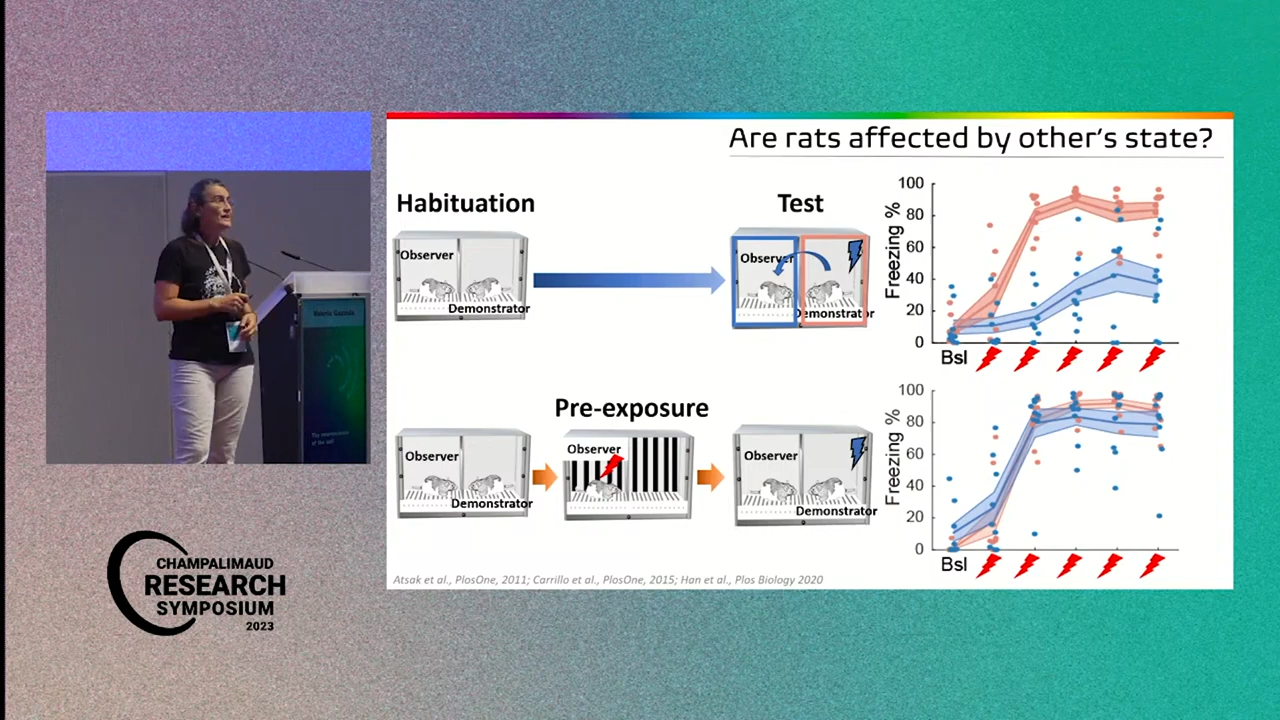 Are rats affected by other's state?
Habituation
Test
Observer
Demonstrator
Observer
Demonstrator
Freezing %
100
80
60
40
20
0
Bsl
Pre-exposure
Observer
Demonstrator
Observer
Observer
Demonstrator
Freezing %
100
80
60
40
20
0
Bsl
Atsak et al., PlosOne, 2011; Carrillo et al., PlosOne, 2015; Han et al., Plos Biology 2020
Valeria Gazzola
CHAMPALIMAUD
RESEARCH
SYMPOSIUM
2023